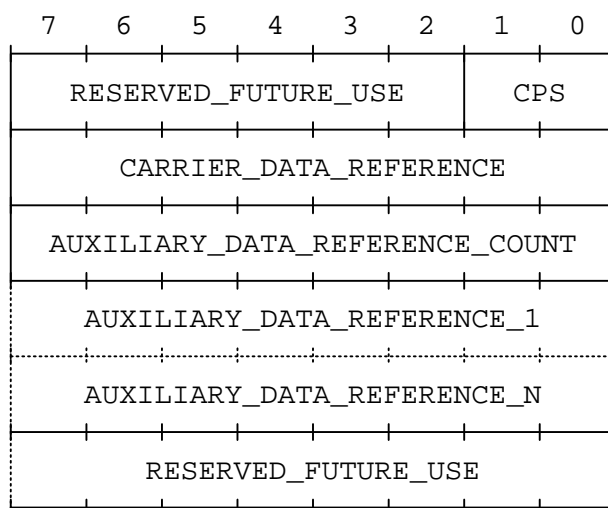 7 6 5 4 3 2 1 0
RESERVED_FUTURE_USE CPS
CARRIER_DATA_REFERENCE
AUXILIARY_DATA_REFERENCE_COUNT
AUXILIARY_DATA_REFERENCE_1
AUXILIARY_DATA_REFERENCE_N
RESERVED_FUTURE_USE